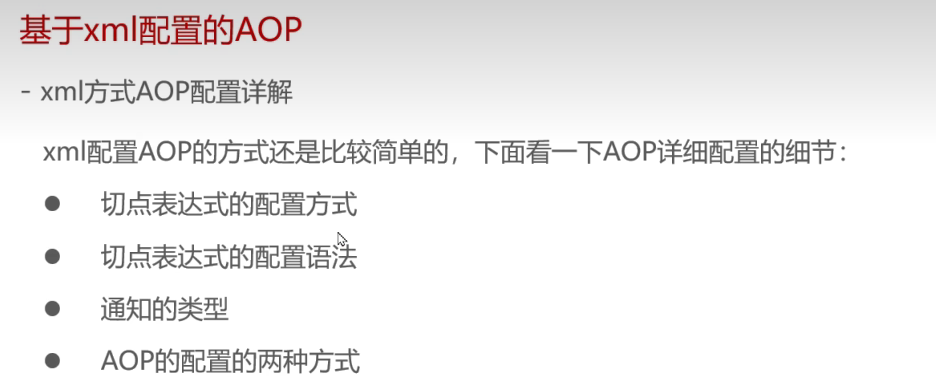 基于xml配置的AOP
- xml方式AOP配置详解
xml配置AOP的方式还是比较简单的，下面看一下AOP详细配置的细节：
● 切点表达式的配置方式
● 切点表达式的配置语法
● 通知的类型
● AOP的配置的两种方式